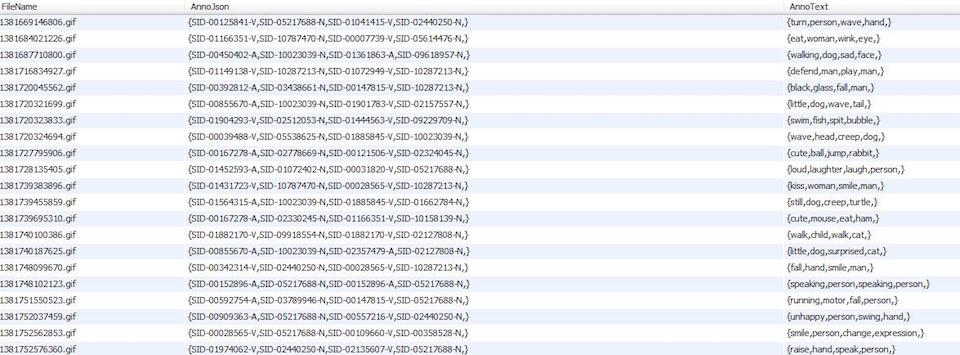 FileName AnnoJson AnnoText
1381669146806.gif {SID-00125841-V,SID-05217688-N,SID-01041415-V,SID-02440250-N,} {turn,person,wave,hand,}
1381684021226.gif {SID-01166351-V,SID-10787470-N,SID-00007739-V,SID-05614476-N,} {eat,woman,wink,eye,}
1381687710800.gif {SID-00450402-A,SID-10023039-N,SID-01361863-A,SID-09618957-N,} {walking,dog,sad,face,}
1381716834927.gif {SID-01149138-V,SID-10287213-N,SID-01072949-V,SID-10287213-N,} {defend,man,play,man,}
1381720045562.gif {SID-00392812-A,SID-03438661-N,SID-00147815-V,SID-10287213-N,} {black,glass,fall,man,}
1381720321699.gif {SID-00855670-A,SID-10023039-N,SID-01901783-V,SID-02157557-N,} {little,dog,wave,tail,}
1381720323833.gif {SID-01904293-V,SID-02512053-N,SID-01444563-V,SID-09229709-N,} {swim,fish,spit,bubble,}
1381720324694.gif {SID-00039488-V,SID-05538625-N,SID-01885845-V,SID-10023039-N,} {wave,head,creep,dog,}
1381727795906.gif {SID-00167278-A,SID-02778669-N,SID-00121506-V,SID-02324045-N,} {cute,ball,jump,rabbit,}
1381728135405.gif {SID-01452593-A,SID-01072402-N,SID-00031820-V,SID-05217688-N,} {loud,laughter,laugh,person,}
1381739383896.gif {SID-01431723-V,SID-10787470-N,SID-00028565-V,SID-10287213-N,} {kiss,woman,smile,man,}
1381739455859.gif {SID-01564315-A,SID-10023039-N,SID-01885845-V,SID-01662784-N,} {still,dog,creep,turtle,}
1381739695310.gif {SID-00167278-A,SID-02330245-N,SID-01166351-V,SID-10158139-N,} {cute,mouse,eat,ham,}
1381740100386.gif {SID-01882170-V,SID-09918554-N,SID-01882170-V,SID-02127808-N,} {walk,child,walk,cat,}
1381740187625.gif {SID-00855670-A,SID-10023039-N,SID-02357479-A,SID-02127808-N,} {little,dog,surprised,cat,}
1381748099670.gif {SID-00342314-V,SID-02440250-N,SID-00028565-V,SID-10287213-N,} {fall,hand,smile,man,}
1381748102123.gif {SID-00152896-A,SID-05217688-N,SID-00152896-A,SID-05217688-N,} {speaking,person,speaking,person,}
1381751550523.gif {SID-00592754-A,SID-03789946-N,SID-00147815-V,SID-05217688-N,} {running,motor,fall,person,}
1381752037459.gif {SID-00909363-A,SID-05217688-N,SID-00557216-V,SID-02440250-N,} {unhappy,person,swing,hand,}
1381752562853.gif {SID-00028565-V,SID-05217688-N,SID-00109660-V,SID-00358528-N,} {smile,person,change,expression,}
1381752576360.gif {SID-01974062-V,SID-02440250-N,SID-02135607-V,SID-05217688-N,} {raise,hand,speak,person,}